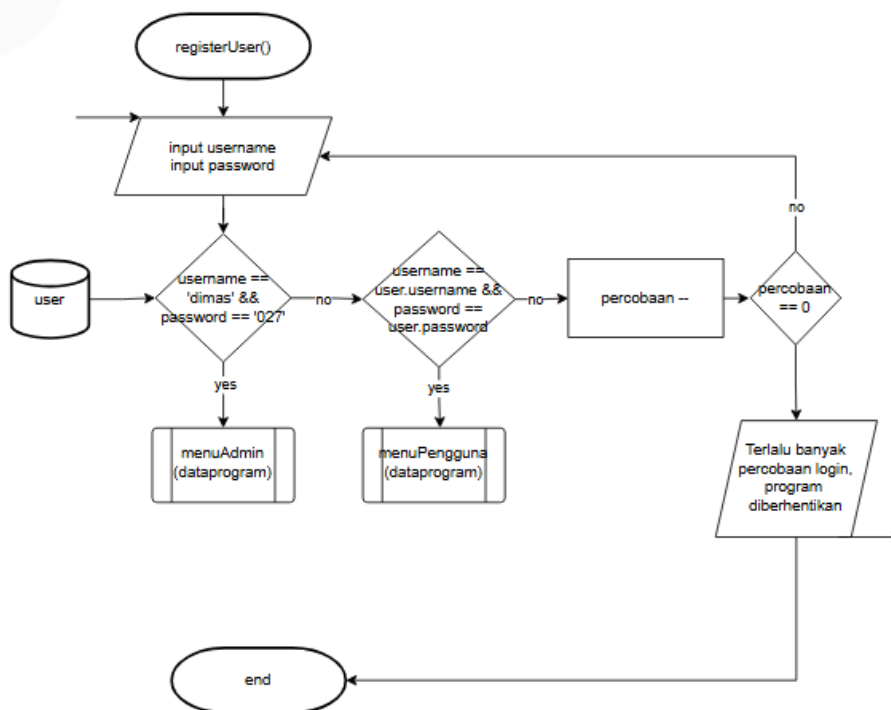 registerUser()
input username
input password
user
username ==
'dimas' &&
password == '027'
no
username ==
user.username &&
password ==
user.password
no
percobaan --
percobaan
== 0
no
yes
yes
menuAdmin
(dataprogram)
menuPengguna
(dataprogram)
Terlalu banyak
percobaan login,
program
diberhentikan
end